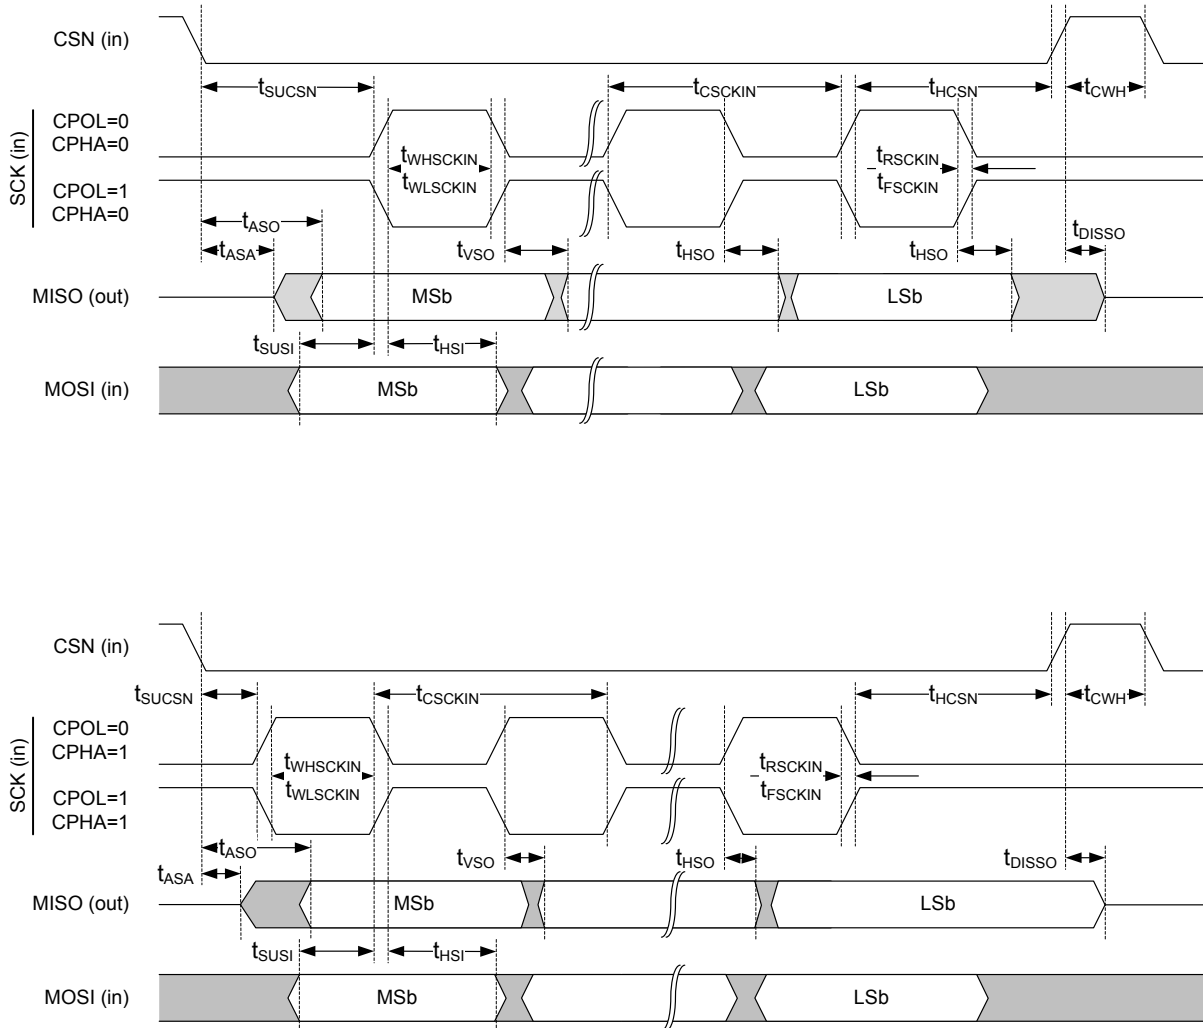 CSN (in)
tSUCSN tCSCKIN tHCSN tCWH
SCK (in)
CPOL=0
CPHA=0
tWHSCKIN tRSCKIN
tWLSCKIN tFSCKIN
CPOL=1
CPHA=0
tASO
tASA tVSO tHSO tHSO tDISSO
MISO (out) MSb LSb
tSUSI tHSI
MOSI (in) MSb LSb
CSN (in)
tSUCSN tCSCKIN tHCSN tCWH
SCK (in)
CPOL=0
CPHA=1
tWHSCKIN tRSCKIN
tWLSCKIN tFSCKIN
CPOL=1
CPHA=1
tASO
tASA tVSO tHSO tDISSO
MISO (out) MSb LSb
tSUSI tHSI
MOSI (in) MSb LSb